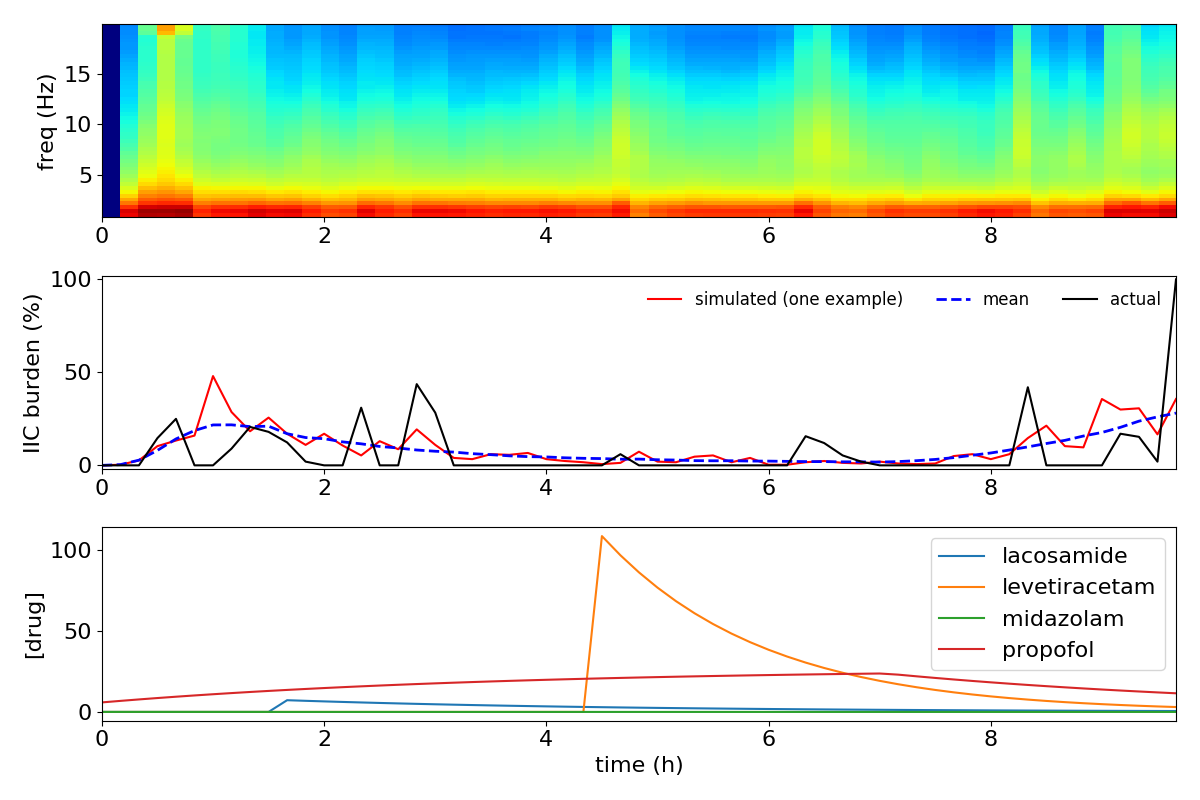 freq (Hz)
15
10
5
0 2 4 6 8
IIC burden (%)
100
50
0
simulated (one example) mean actual
0 2 4 6 8
[drug]
100
50
0
lacosamide
levetiracetam
midazolam
propofol
0 2 4 6 8
time (h)